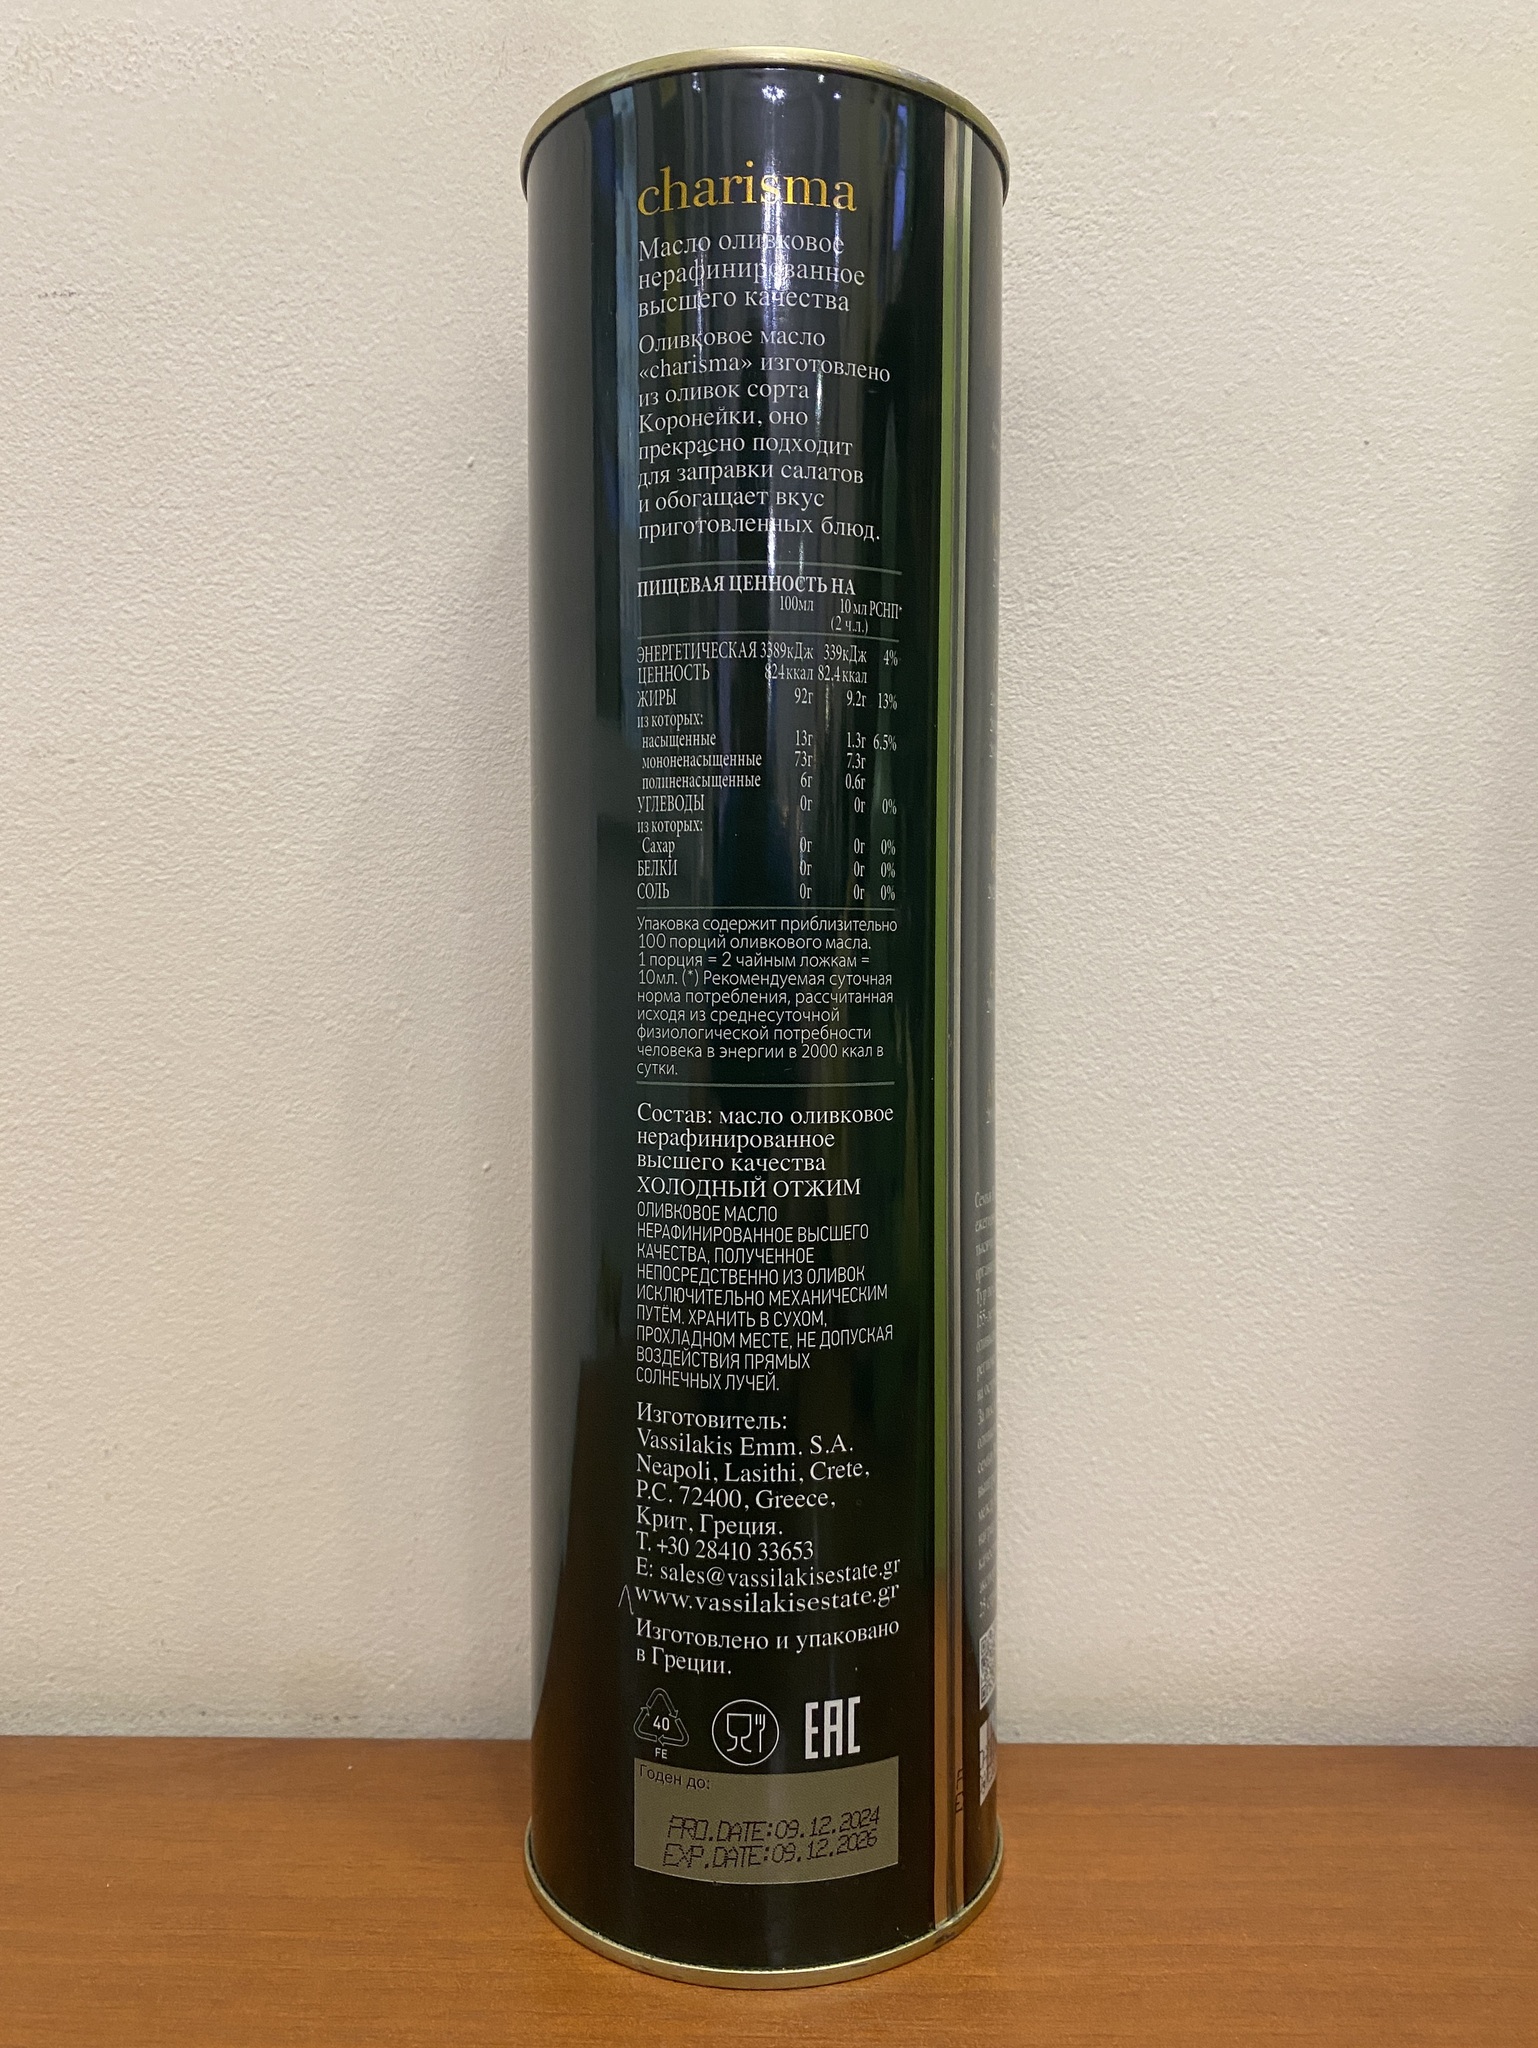 charisma
Масло оливковое
нерафинированное
высшего качества
Оливковое масло
«charisma» изготовлено
из оливок сорта
Коронейки, оно
прекрасно подходит
для заправки салатов
и обогащает вкус
приготовленных блюд.
ПИЩЕВАЯ ЦЕННОСТЬ НА
100мл 10 мл РСНП*
(2 ч.л.)
ЭНЕРГЕТИЧЕСКАЯ 3389кДж 339кДж 4%
ЦЕННОСТЬ 824ккал 82,4ккал
ЖИРЫ 92г 9.2г 13%
из которых:
насыщенные 13г 1.3г 6.5%
мононенасыщенные 73г 7.3г
полиненасыщенные 6г 0.6г
УГЛЕВОДЫ 0г 0г 0%
из которых:
Сахар 0г 0г 0%
БЕЛКИ 0г 0г 0%
СОЛЬ 0г 0г 0%
Упаковка содержит приблизительно
100 порций оливкового масла.
1 порция = 2 чайным ложкам =
10мл. (*) Рекомендуемая суточная
норма потребления, рассчитанная
исходя из среднесуточной
физиологической потребности
человека в энергии в 2000 ккал в
сутки.
Состав: масло оливковое
нерафинированное
высшего качества
ХОЛОДНЫЙ ОТЖИМ
ОЛИВКОВОЕ МАСЛО
НЕРАФИНИРОВАННОЕ ВЫСШЕГО
КАЧЕСТВА, ПОЛУЧЕННОЕ
НЕПОСРЕДСТВЕННО ИЗ ОЛИВОК
ИСКЛЮЧИТЕЛЬНО МЕХАНИЧЕСКИМ
ПУТЁМ. ХРАНИТЬ В СУХОМ,
ПРОХЛАДНОМ МЕСТЕ, НЕ ДОПУСКАЯ
ВОЗДЕЙСТВИЯ ПРЯМЫХ
СОЛНЕЧНЫХ ЛУЧЕЙ.
Изготовитель:
Vassilakis Emm. S.A.
Neapoli, Lasithi, Crete,
P.C. 72400, Greece,
Крит, Греция.
T. +30 28410 33653
E: sales@vassilakisestate.gr
www.vassilakisestate.gr
Изготовлено и упаковано
в Греции.
40
FE
EAC
Годен до:
PRO.DATE:09.12.2024
EXP.DATE:09.12.2026